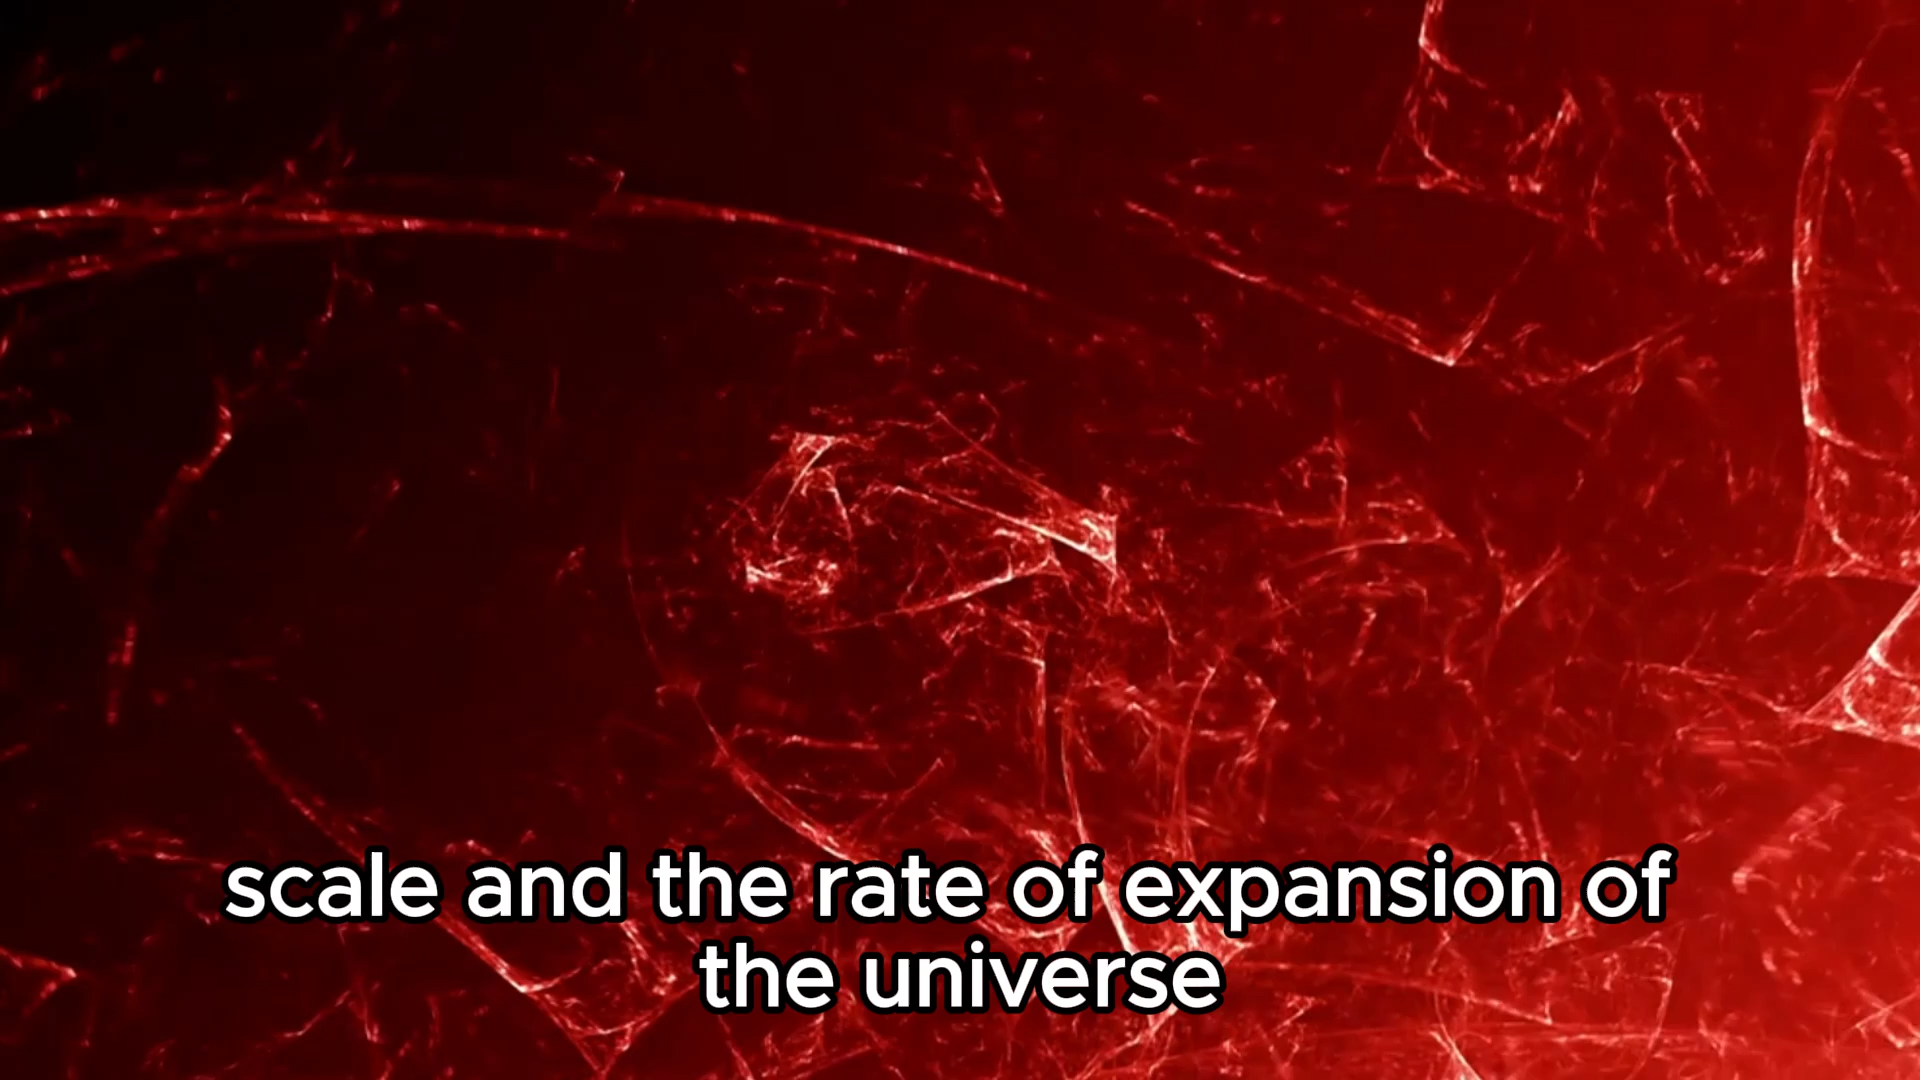 scale and the rate of expansion of
the universe